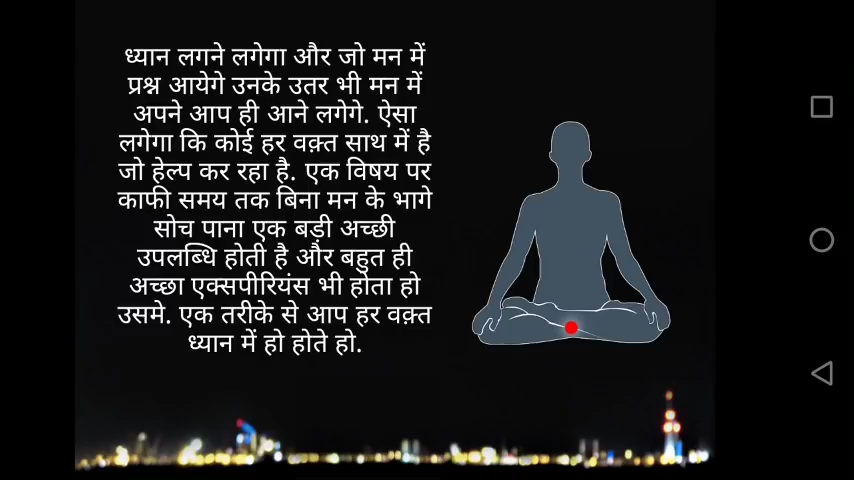 ध्यान लगने लगेगा और जो मन में
प्रश्न आयेगे उनके उतर भी मन में
अपने आप ही आने लगेगे. ऐसा
लगेगा कि कोई हर वक़्त साथ में है
जो हेल्प कर रहा है. एक विषय पर
काफी समय तक बिना मन के भागे
सोच पाना एक बड़ी अच्छी
उपलब्धि होती है और बहुत ही
अच्छा एक्सपीरियंस भी होता हो
उसमे. एक तरीके से आप हर वक़्त
ध्यान में हो होते हो.